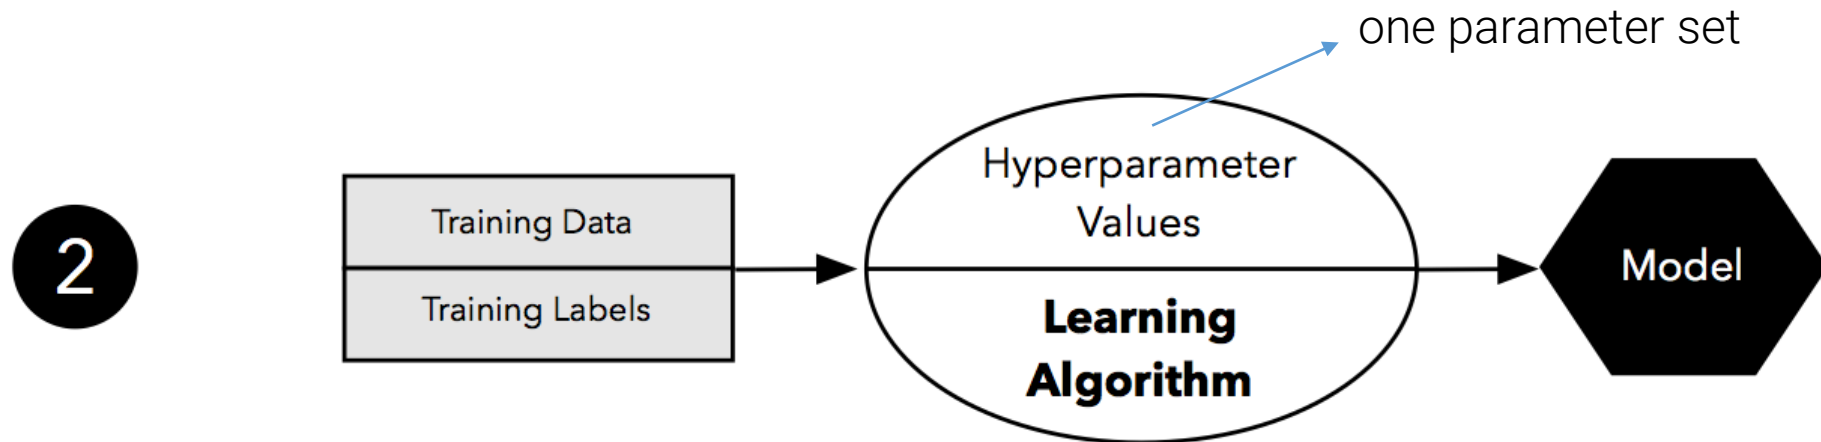 one parameter set
2
Training Data
Training Labels
Hyperparameter
Values
Learning
Algorithm
Model